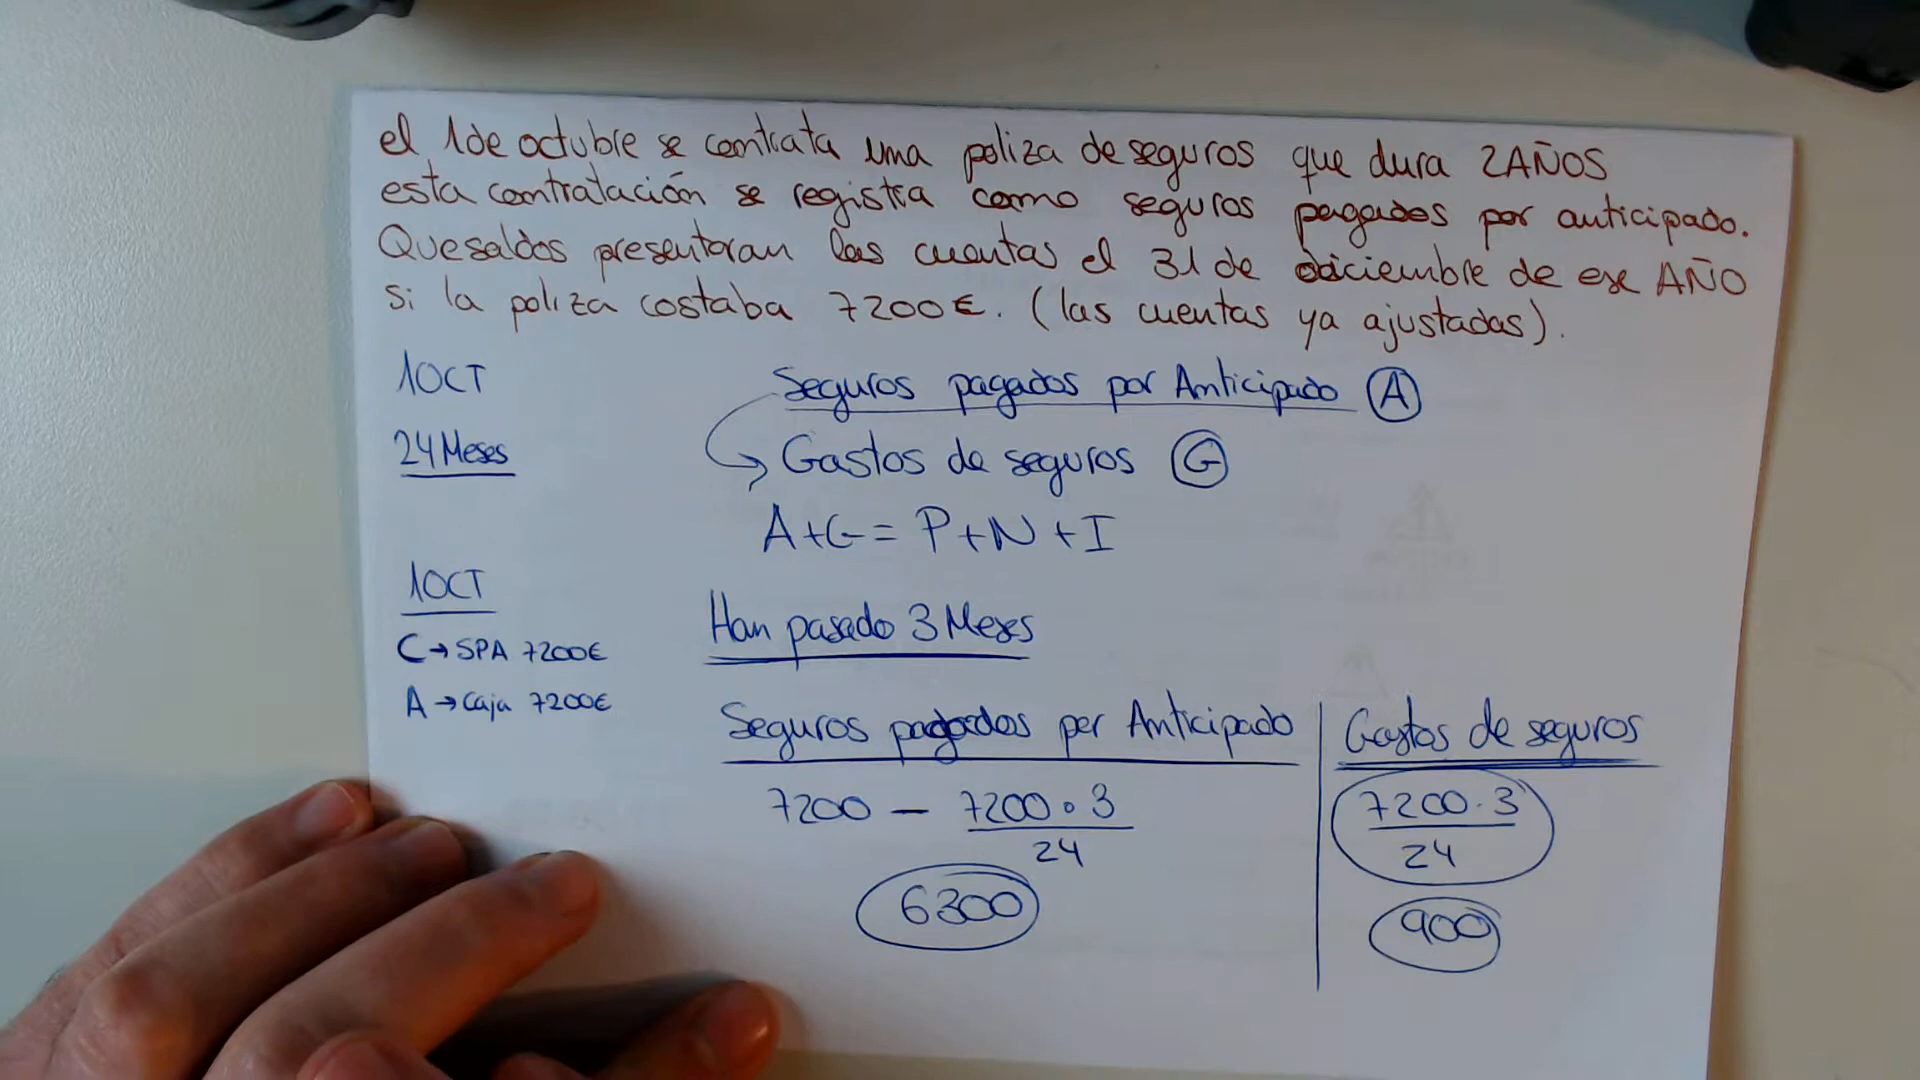 el 1 de octubre se contrata una poliza de seguros que dura 2 AÑOS
esta contratación se registra como seguros pagados por anticipado.
Que saldos presentaran las cuentas el 31 de diciembre de ese AÑO
si la poliza costaba 7200€. (las cuentas ya ajustadas).
1 OCT
24 Meses
Seguros pagados por Anticipado A
→ Gastos de seguros G
A+G = P+N+I
1 OCT
C → SPA 7200€
A → Caja 7200€
Han pasado 3 Meses
Seguros pagados por Anticipado
7200 – 7200 · 3
24
6300
Gastos de seguros
7200 · 3
24
900